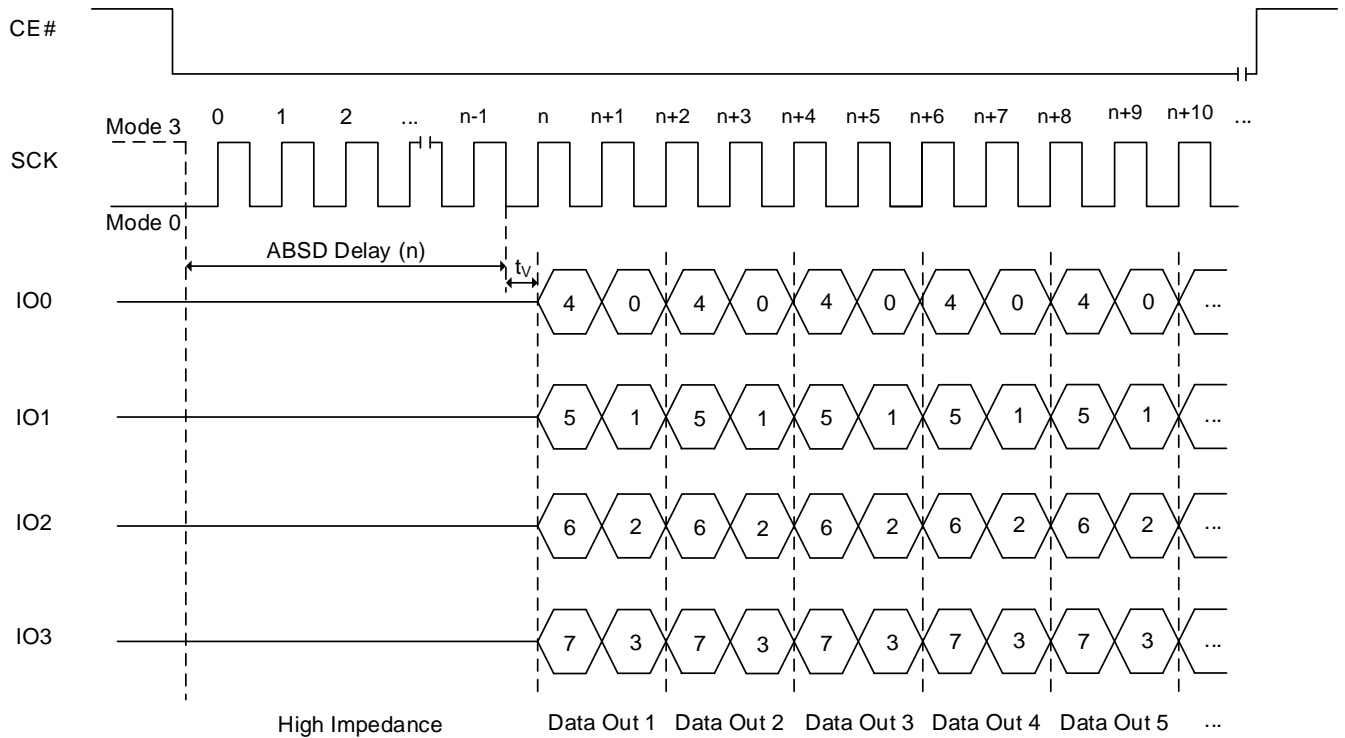 CE#
0 1 2 ... n-1 n n+1 n+2 n+3 n+4 n+5 n+6 n+7 n+8 n+9 n+10 ...
Mode 3
SCK
Mode 0
ABSD Delay (n)
tV
IO0 4 0 4 0 4 0 4 0 4 0 ...
IO1 5 1 5 1 5 1 5 1 5 1 ...
IO2 6 2 6 2 6 2 6 2 6 2 ...
IO3 7 3 7 3 7 3 7 3 7 3 ...
High Impedance Data Out 1 Data Out 2 Data Out 3 Data Out 4 Data Out 5 ...